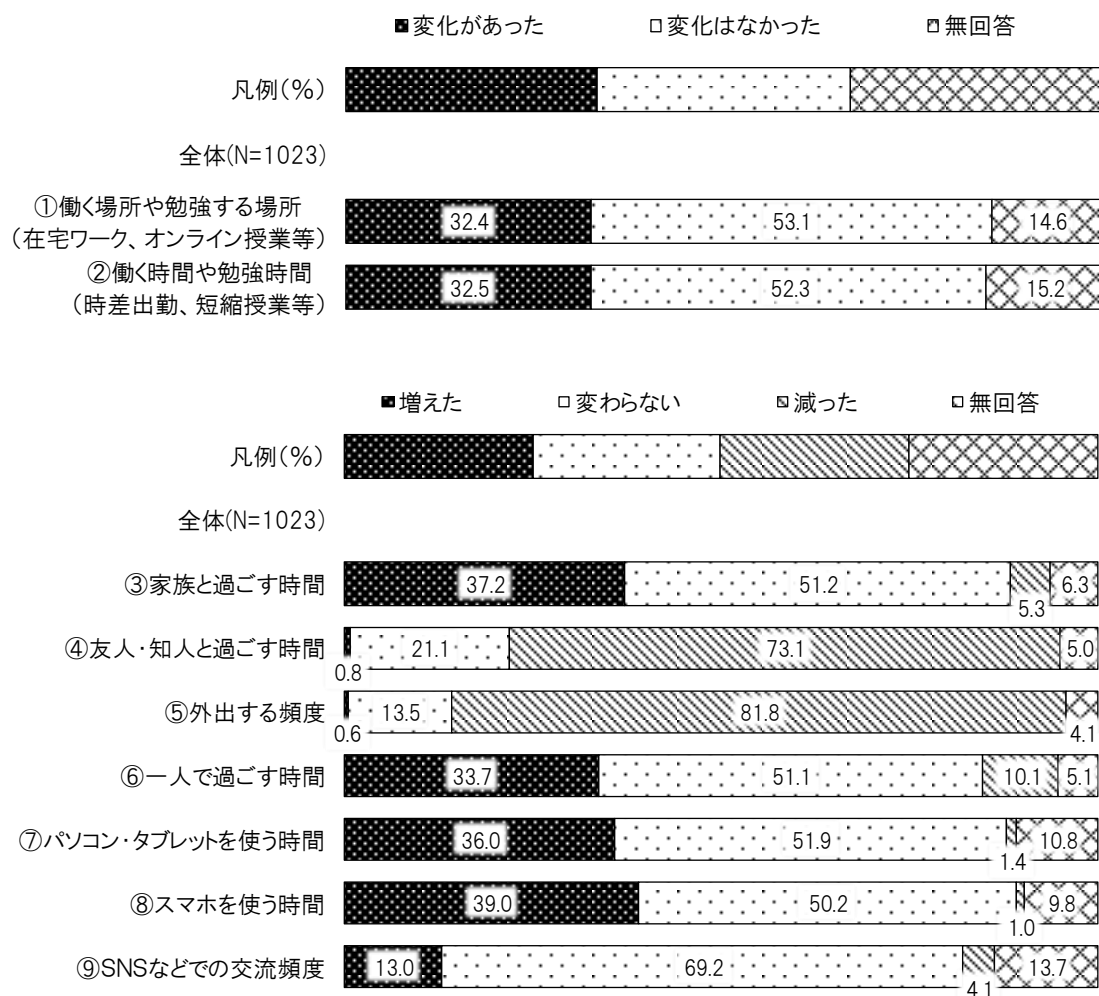 変化があった 変化はなかった 無回答
凡例(%)
全体(N=1023)
①働く場所や勉強する場所
(在宅ワーク、オンライン授業等)
32.4 53.1 14.6
②働く時間や勉強時間
(時差出勤、短縮授業等)
32.5 52.3 15.2
増えた 変わらない 減った 無回答
凡例(%)
全体(N=1023)
③家族と過ごす時間 37.2 51.2 5.3 6.3
④友人・知人と過ごす時間 0.8 21.1 73.1 5.0
⑤外出する頻度 0.6 13.5 81.8 4.1
⑥一人で過ごす時間 33.7 51.1 10.1 5.1
⑦パソコン・タブレットを使う時間 36.0 51.9 1.4 10.8
⑧スマホを使う時間 39.0 50.2 1.0 9.8
⑨SNSなどでの交流頻度 13.0 69.2 4.1 13.7